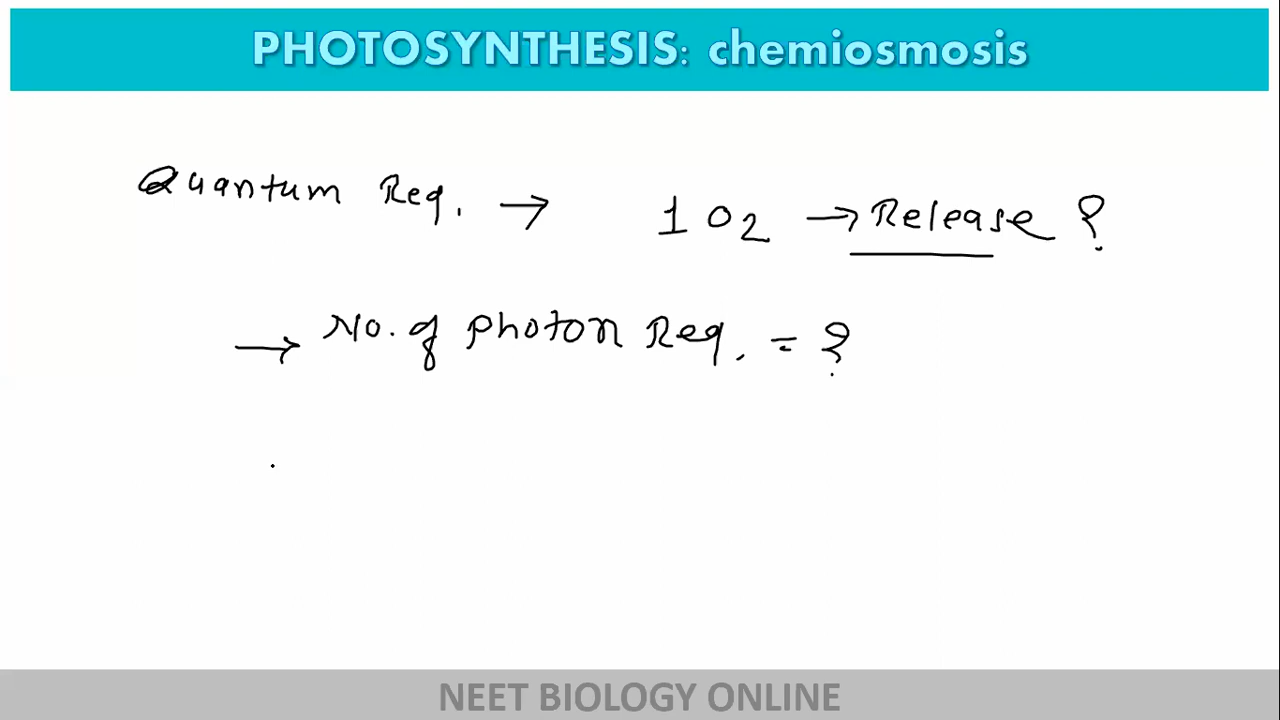 PHOTOSYNTHESIS: chemiosmosis
Quantum Req. → 1 O2 → Release ?
→ No. of Photon Req. = ?
NEET BIOLOGY ONLINE